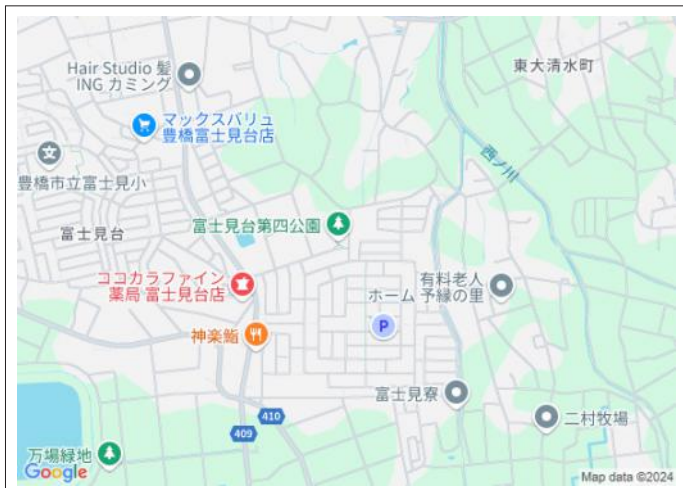 Hair Studio 髪
ING カミング
東大清水町
マックスバリュ
豊橋富士見台店
西ノ川
豊橋市立富士見小
富士見台第四公園
富士見台
ココカラファイン
薬局 富士見台店
有料老人
ホーム 予縁の里
P
神楽鮨
富士見寮
410
二村牧場
409
万場緑地
Google
Map data ©2024